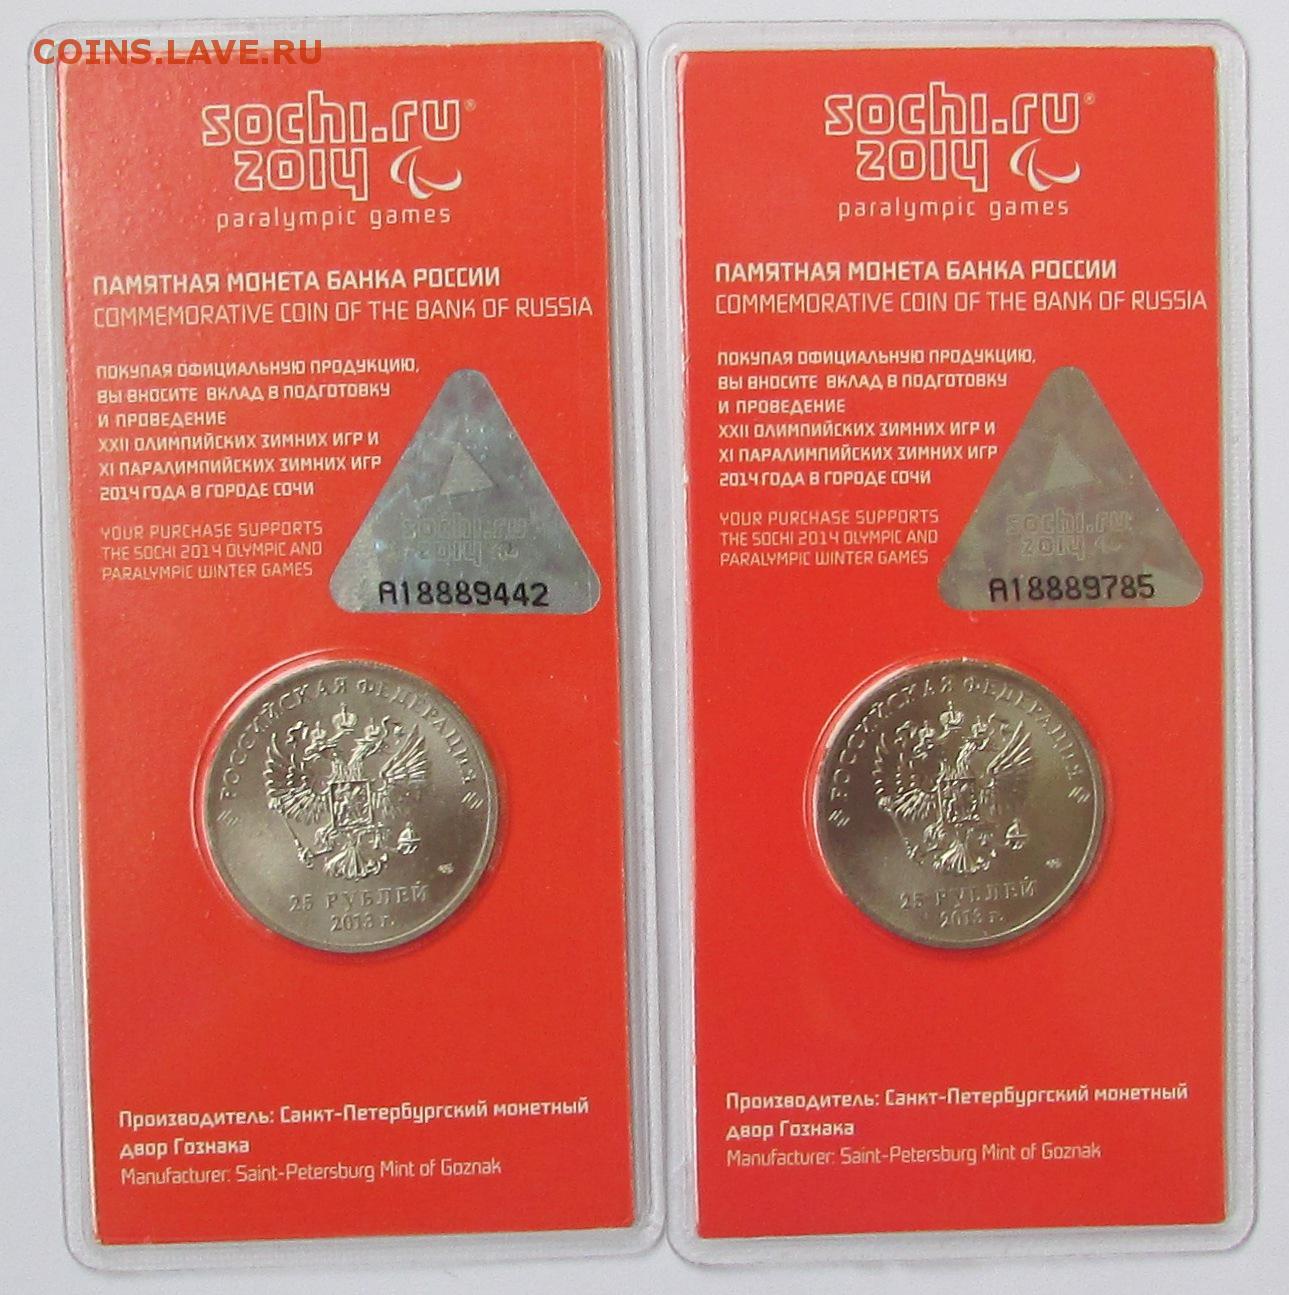 COINS.LAVE.RU
sochi.ru®
2014
paralympic games
ПАМЯТНАЯ МОНЕТА БАНКА РОССИИ
COMMEMORATIVE COIN OF THE BANK OF RUSSIA
ПОКУПАЯ ОФИЦИАЛЬНУЮ ПРОДУКЦИЮ,
ВЫ ВНОСИТЕ ВКЛАД В ПОДГОТОВКУ
И ПРОВЕДЕНИЕ
XXII ОЛИМПИЙСКИХ ЗИМНИХ ИГР И
XI ПАРАЛИМПИЙСКИХ ЗИМНИХ ИГР
2014 ГОДА В ГОРОДЕ СОЧИ
YOUR PURCHASE SUPPORTS
THE SOCHI 2014 OLYMPIC AND
PARALYMPIC WINTER GAMES
sochi.ru
2014
A18889442
РОССИЙСКАЯ ФЕДЕРАЦИЯ
25 РУБЛЕЙ
2013 г.
Производитель: Санкт-Петербургский монетный
двор Гознака
Manufacturer: Saint-Petersburg Mint of Goznak
sochi.ru®
2014
paralympic games
ПАМЯТНАЯ МОНЕТА БАНКА РОССИИ
COMMEMORATIVE COIN OF THE BANK OF RUSSIA
ПОКУПАЯ ОФИЦИАЛЬНУЮ ПРОДУКЦИЮ,
ВЫ ВНОСИТЕ ВКЛАД В ПОДГОТОВКУ
И ПРОВЕДЕНИЕ
XXII ОЛИМПИЙСКИХ ЗИМНИХ ИГР И
XI ПАРАЛИМПИЙСКИХ ЗИМНИХ ИГР
2014 ГОДА В ГОРОДЕ СОЧИ
YOUR PURCHASE SUPPORTS
THE SOCHI 2014 OLYMPIC AND
PARALYMPIC WINTER GAMES
sochi.ru
2014
A18889785
РОССИЙСКАЯ ФЕДЕРАЦИЯ
25 РУБЛЕЙ
2013 г.
Производитель: Санкт-Петербургский монетный
двор Гознака
Manufacturer: Saint-Petersburg Mint of Goznak